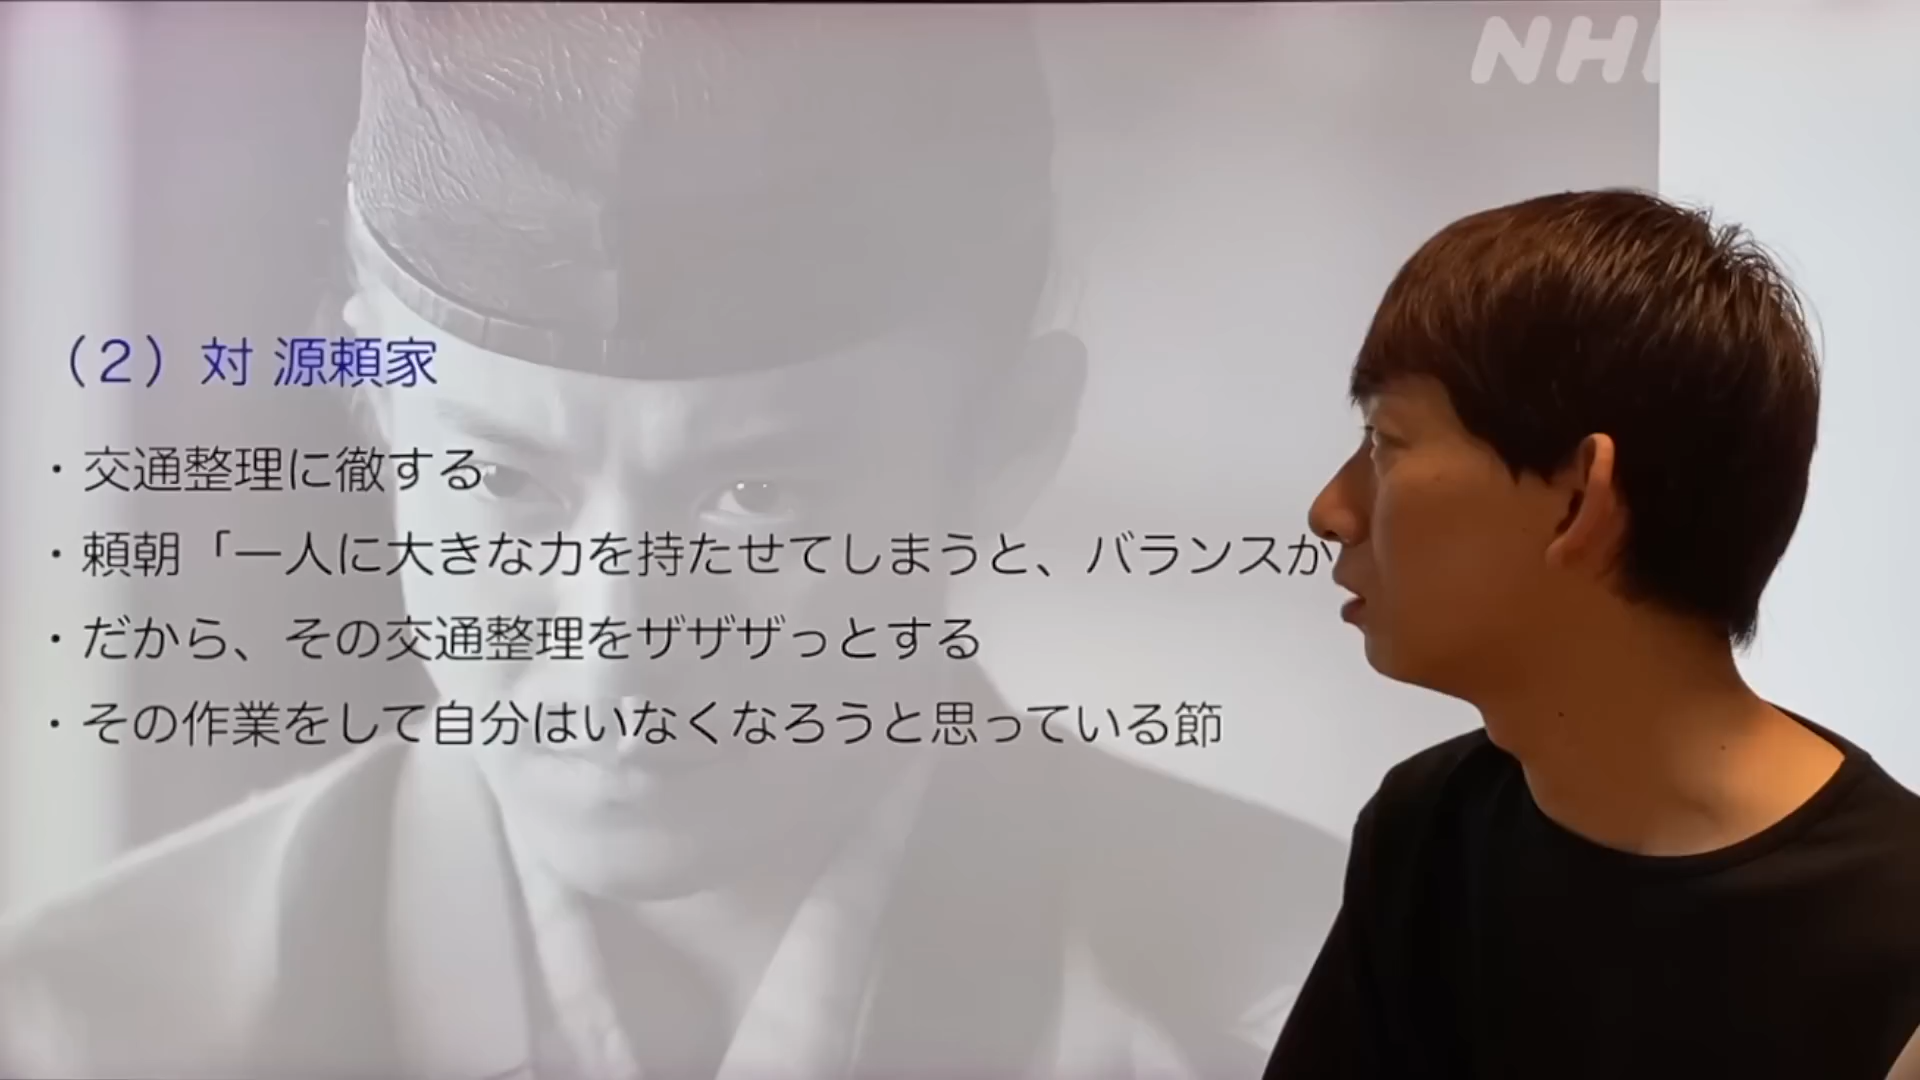 NH
（2）対 源頼家
・交通整理に徹する
・頼朝「一人に大きな力を持たせてしまうと、バランスが
・だから、その交通整理をザザザっとする
・その作業をして自分はいなくなろうと思っている節